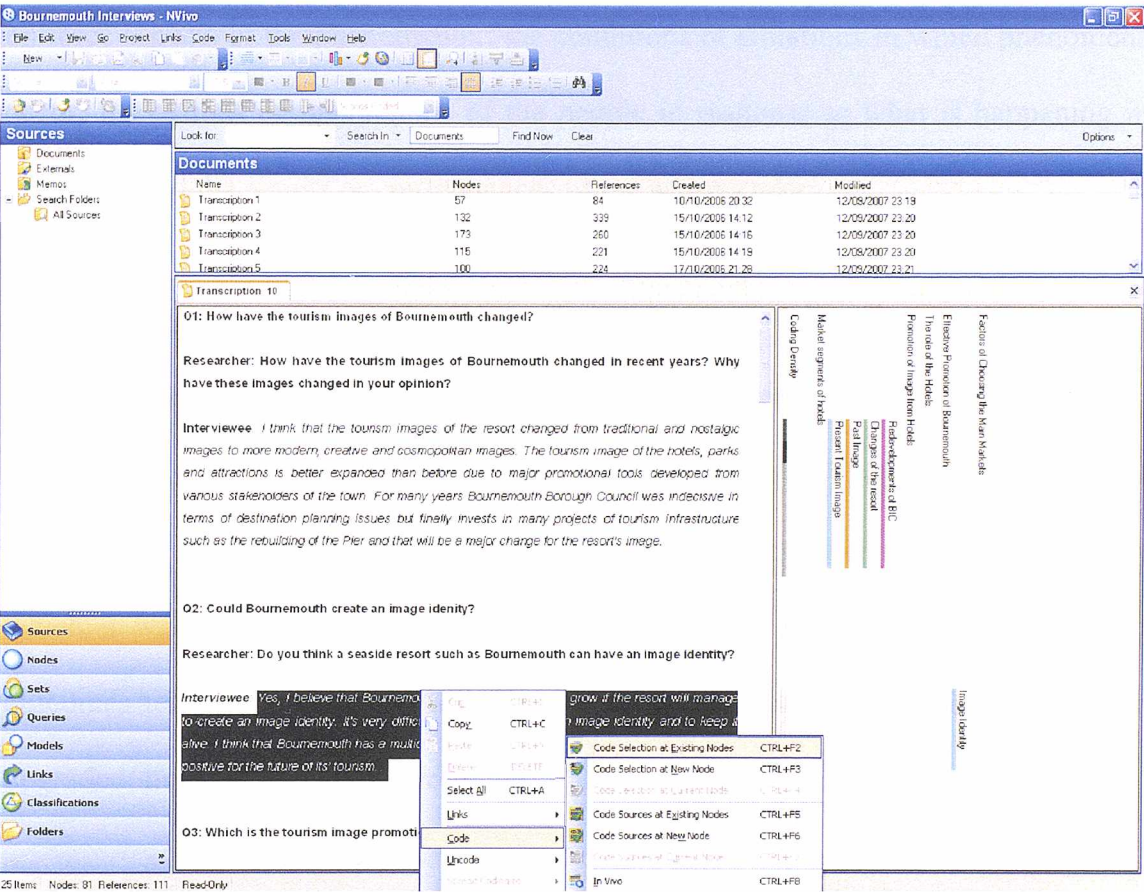 Bournemouth Interviews - NVivo
File Edit View Go Project Links Code Format Tools Window Help
New
Sources
Documents
Externals
Memos
Search Folders
All Sources
Look for: Search In Documents Find Now Clear Options
Documents
Name Nodes References Created Modified
Transcription 1 57 84 10/10/2006 20:32 12/09/2007 23:19
Transcription 2 132 339 15/10/2006 14:12 12/09/2007 23:20
Transcription 3 173 260 15/10/2006 14:16 12/09/2007 23:20
Transcription 4 115 221 15/10/2006 14:19 12/09/2007 23:20
Transcription 5 100 224 17/10/2006 21:28 12/09/2007 23:21
Transcription 10
Q1: How have the tourism images of Bournemouth changed?
Researcher: How have the tourism images of Bournemouth changed in recent years? Why
have these images changed in your opinion?
Interviewee: I think that the tourism images of the resort changed from traditional and nostalgic
images to more modern, creative and cosmopolitan images. The tourism image of the hotels, parks
and attractions is better expanded than before due to major promotional tools developed from
various stakeholders of the town. For many years Bournemouth Borough Council was indecisive in
terms of destination planning issues but finally invests in many projects of tourism infrastructure
such as the rebuilding of the Pier and that will be a major change for the resort's image.
Q2: Could Bournemouth create an image idenity?
Researcher: Do you think a seaside resort such as Bournemouth can have an image identity?
Interviewee: Yes, I believe that Bournemo grow if the resort will manage
to create an image identity. It's very diffic image identity and to keep it
alive. I think that Bournemouth has a multic
positive for the future of its' tourism.
Q3: Which is the tourism image promoti
Coding Density
Market segments of hotels
Present Tourism Image
Past Image
Changes of the resort
Redevelopments of BIC
Promotion of Image from Hotels
The role of the Hotels
Effective Promotion of Bournemouth
Factors of Choosing the Main Markets
Image identity
Copy CTRL+C
Select All CTRL+A
Links
Code
Uncode
Code Selection at Existing Nodes CTRL+F2
Code Selection at New Node CTRL+F3
Code Selection at Current Node
Code Sources at Existing Nodes CTRL+F5
Code Sources at New Node CTRL+F6
Code Sources at Current Node
In Vivo CTRL+F8
Sources
Nodes
Sets
Queries
Models
Links
Classifications
Folders
25 Items Nodes: 81 References: 111 Read-Only